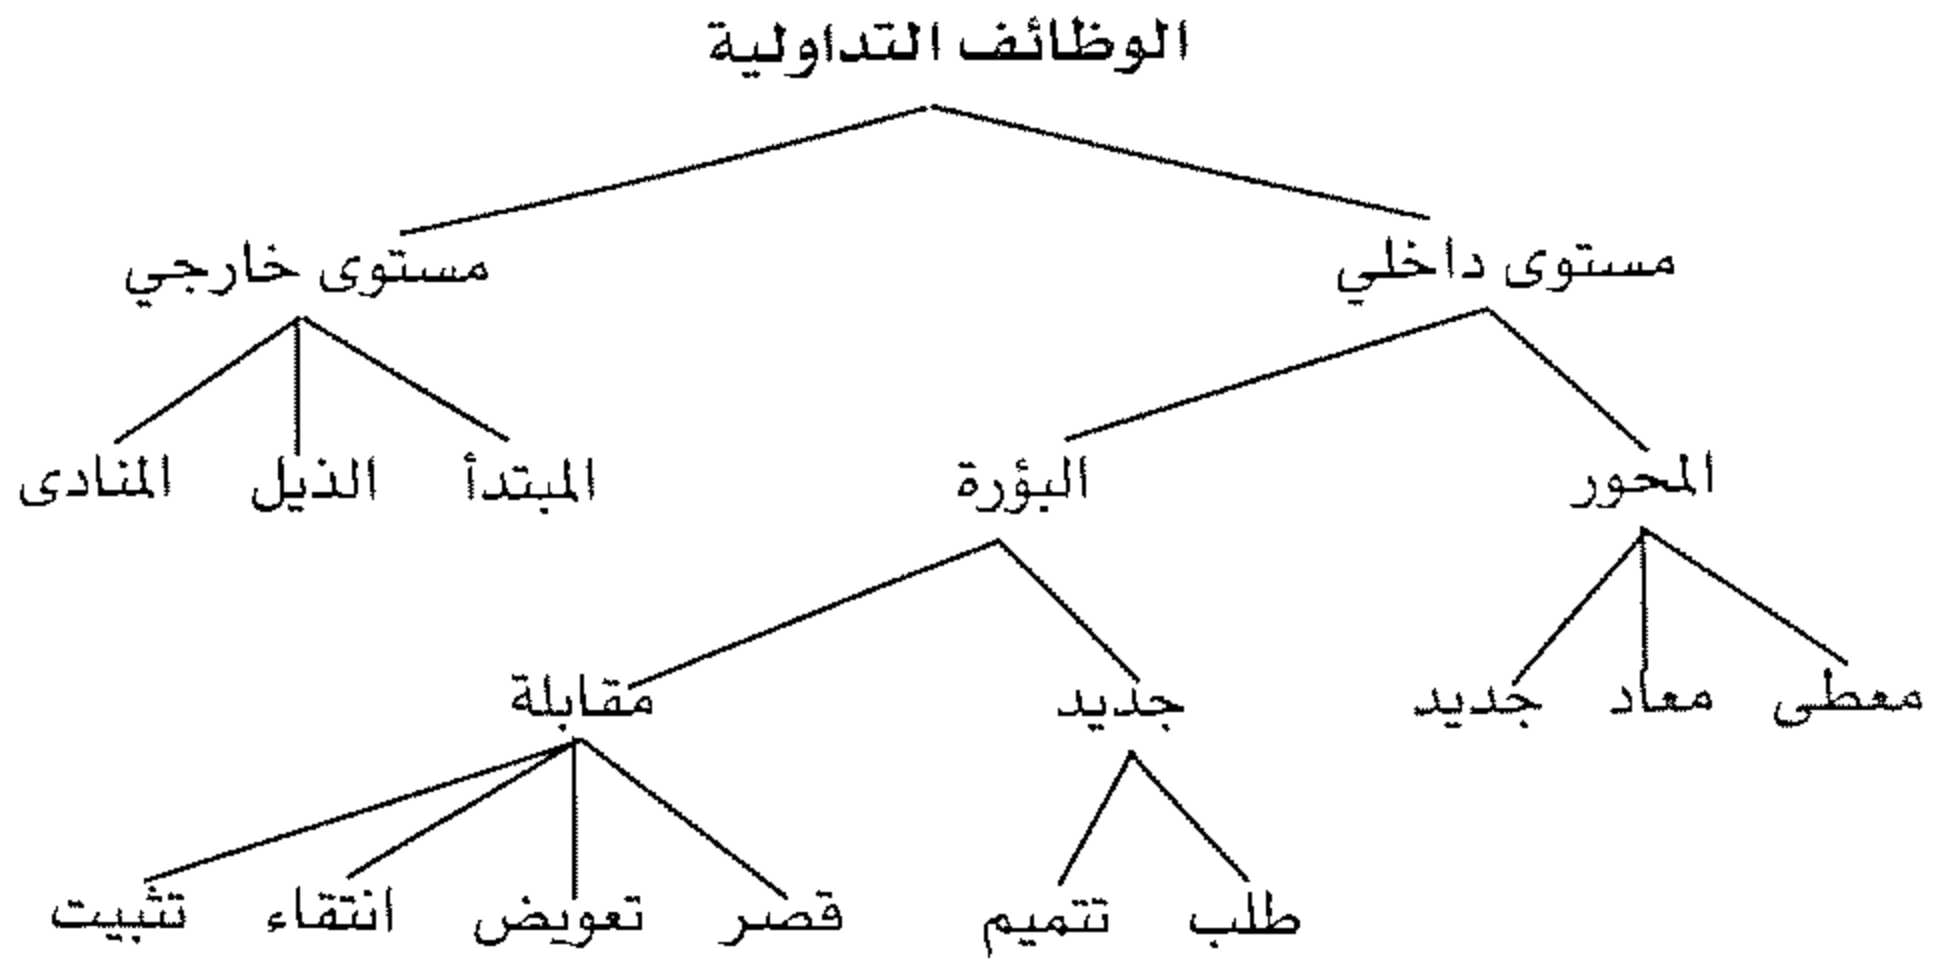 الوظائف التداولية
مستوى داخلي مستوى خارجي
المحور البؤرة المبتدأ الذيل المنادى
معطى معاد جديد جديد مقابلة
طلب تتميم قصر تعويض انتقاء تثبيت